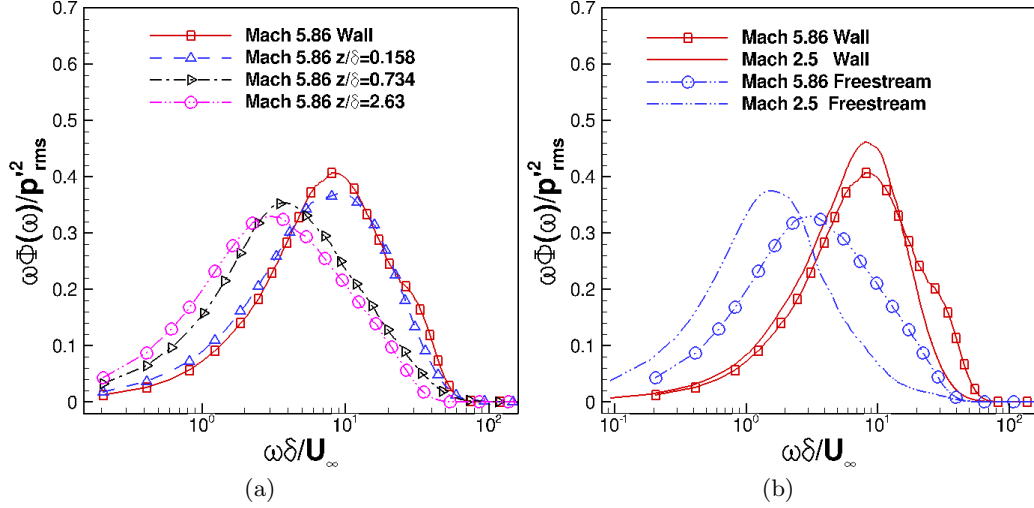 0.7
0.6
0.5
0.4
0.3
0.2
0.1
0
ωΦ(ω)/p'²rms
Mach 5.86 Wall
Mach 5.86 z/δ=0.158
Mach 5.86 z/δ=0.734
Mach 5.86 z/δ=2.63
10⁰ 10¹ 10²
ωδ/U∞
(a)
0.7
0.6
0.5
0.4
0.3
0.2
0.1
0
ωΦ(ω)/p'²rms
Mach 5.86 Wall
Mach 2.5 Wall
Mach 5.86 Freestream
Mach 2.5 Freestream
10⁻¹ 10⁰ 10¹ 10²
ωδ/U∞
(b)